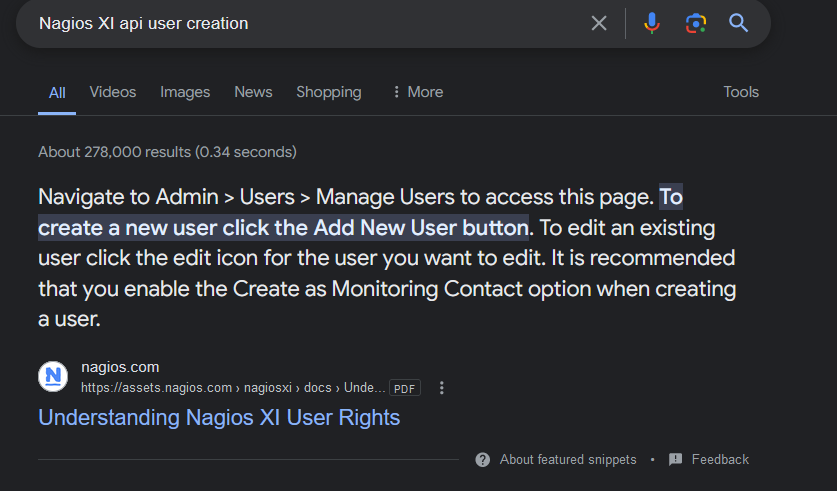 Nagios XI api user creation
All Videos Images News Shopping More Tools
About 278,000 results (0.34 seconds)
Navigate to Admin > Users > Manage Users to access this page. To
create a new user click the Add New User button. To edit an existing
user click the edit icon for the user you want to edit. It is recommended
that you enable the Create as Monitoring Contact option when creating
a user.
N
nagios.com
https://assets.nagios.com › nagiosxi › docs › Unde... PDF
Understanding Nagios XI User Rights
About featured snippets • Feedback